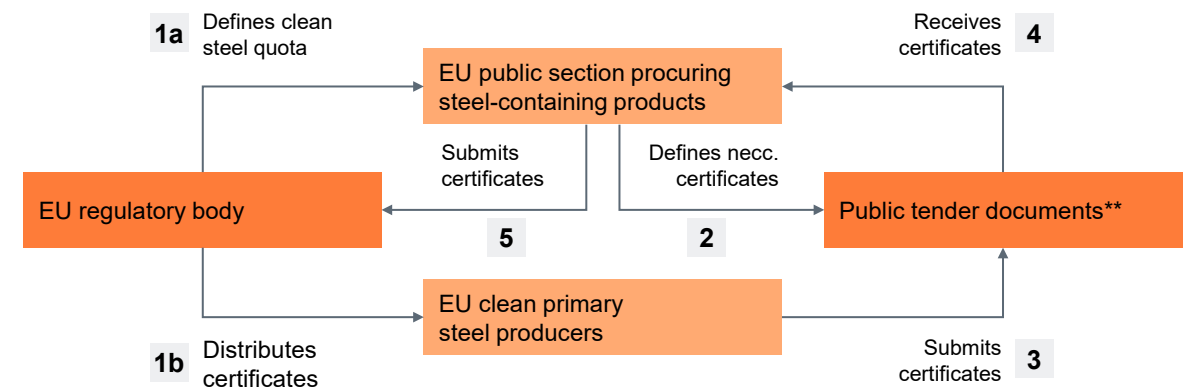 1a
Defines clean
steel quota
Receives
certificates
4
EU public section procuring
steel-containing products
Submits
certificates
Defines necc.
certificates
EU regulatory body
Public tender documents**
5
2
EU clean primary
steel producers
1b
Distributes
certificates
Submits
certificates
3